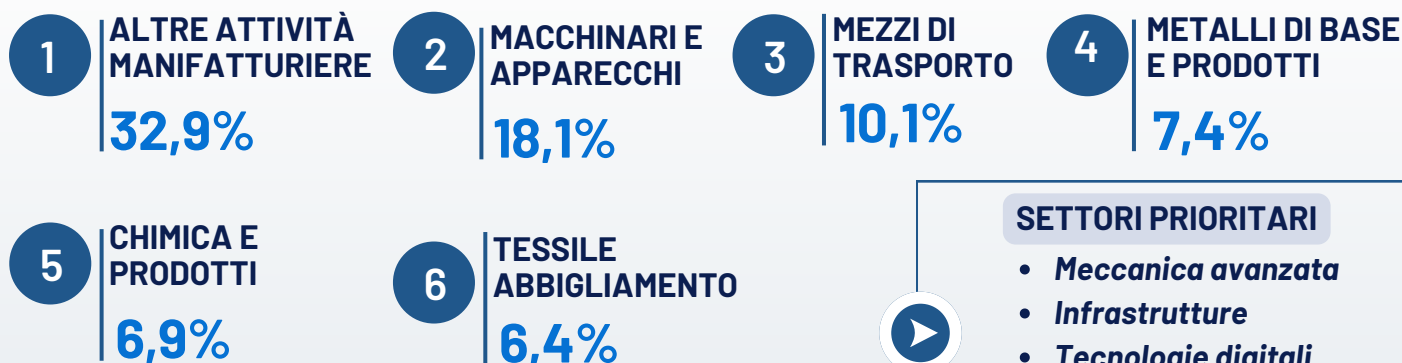 1
ALTRE ATTIVITÀ
MANIFATTURIERE
32,9%
2
MACCHINARI E
APPARECCHI
18,1%
3
MEZZI DI
TRASPORTO
10,1%
4
METALLI DI BASE
E PRODOTTI
7,4%
5
CHIMICA E
PRODOTTI
6,9%
6
TESSILE
ABBIGLIAMENTO
6,4%
SETTORI PRIORITARI
• Meccanica avanzata
• Infrastrutture
• Tecnologie digitali